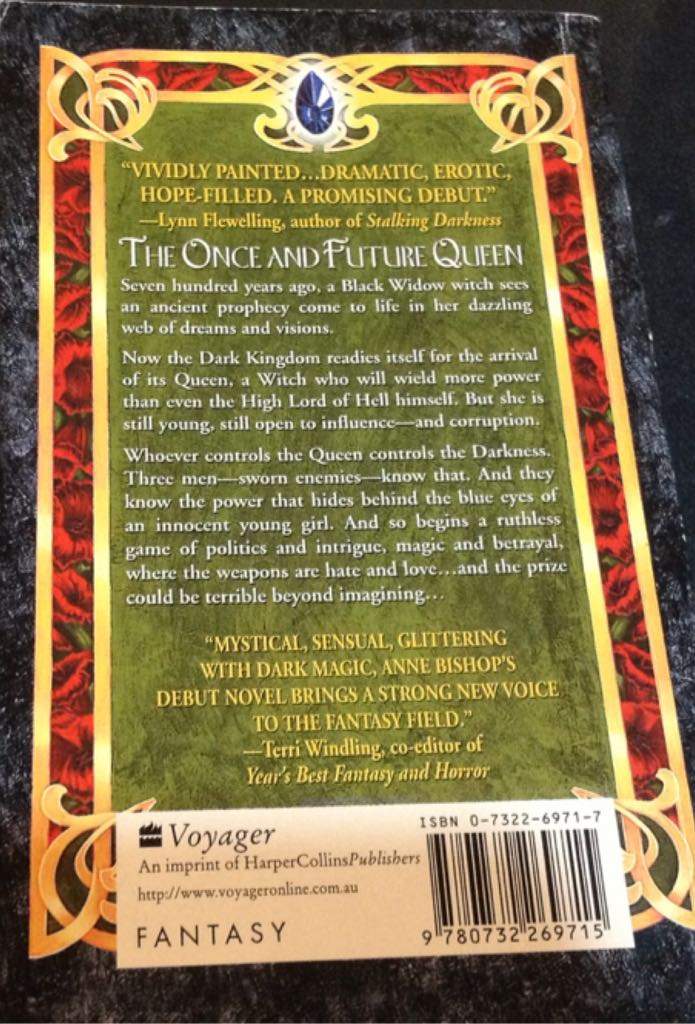 “VIVIDLY PAINTED...DRAMATIC, EROTIC,
HOPE-FILLED. A PROMISING DEBUT.”
—Lynn Flewelling, author of Stalking Darkness
THE ONCE AND FUTURE QUEEN
Seven hundred years ago, a Black Widow witch sees
an ancient prophecy come to life in her dazzling
web of dreams and visions.
Now the Dark Kingdom readies itself for the arrival
of its Queen, a Witch who will wield more power
than even the High Lord of Hell himself. But she is
still young, still open to influence—and corruption.
Whoever controls the Queen controls the Darkness.
Three men—sworn enemies—know that. And they
know the power that hides behind the blue eyes of
an innocent young girl. And so begins a ruthless
game of politics and intrigue, magic and betrayal,
where the weapons are hate and love...and the prize
could be terrible beyond imagining...
“MYSTICAL, SENSUAL, GLITTERING
WITH DARK MAGIC, ANNE BISHOP’S
DEBUT NOVEL BRINGS A STRONG NEW VOICE
TO THE FANTASY FIELD.”
—Terri Windling, co-editor of
Year’s Best Fantasy and Horror
Voyager
An imprint of HarperCollinsPublishers
http://www.voyageronline.com.au
FANTASY
ISBN 0-7322-6971-7
9 780732 269715